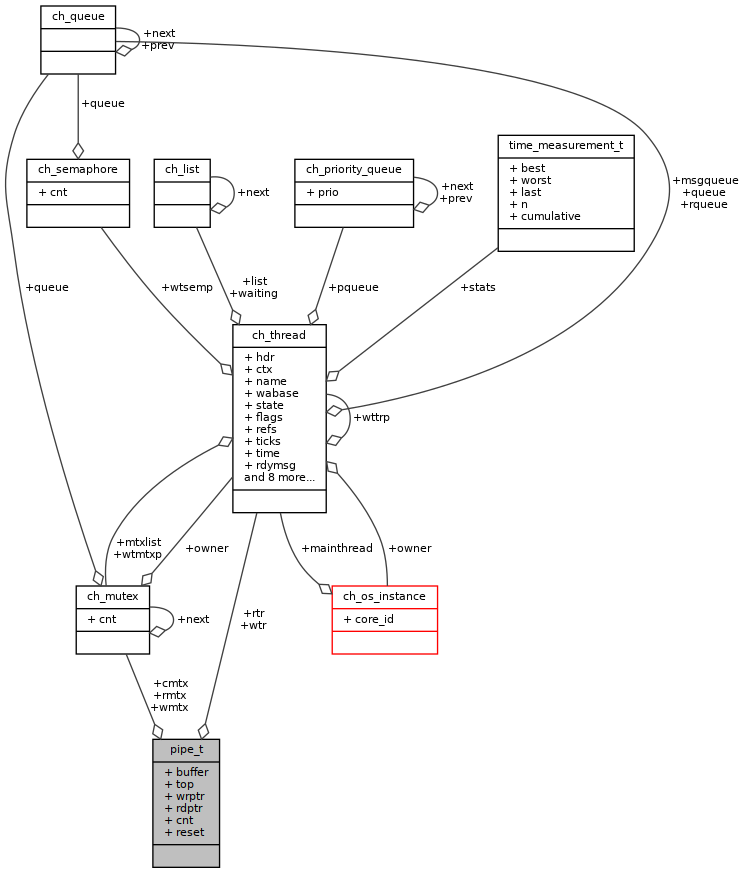 ch_queue
+next
+prev
+queue
ch_semaphore
+ cnt
ch_list
+next
ch_priority_queue
+ prio
+next
+prev
time_measurement_t
+ best
+ worst
+ last
+ n
+ cumulative
+msgqueue
+queue
+rqueue
+queue
+wtsemp
+list
+waiting
+pqueue
+stats
ch_thread
+ hdr
+ ctx
+ name
+ wabase
+ state
+ flags
+ refs
+ ticks
+ time
+ rdymsg
and 8 more...
+wttrp
+mtxlist
+wtmtxp
+owner
+mainthread
+owner
ch_mutex
+ cnt
+next
ch_os_instance
+ core_id
+rtr
+wtr
+cmtx
+rmtx
+wmtx
pipe_t
+ buffer
+ top
+ wrptr
+ rdptr
+ cnt
+ reset